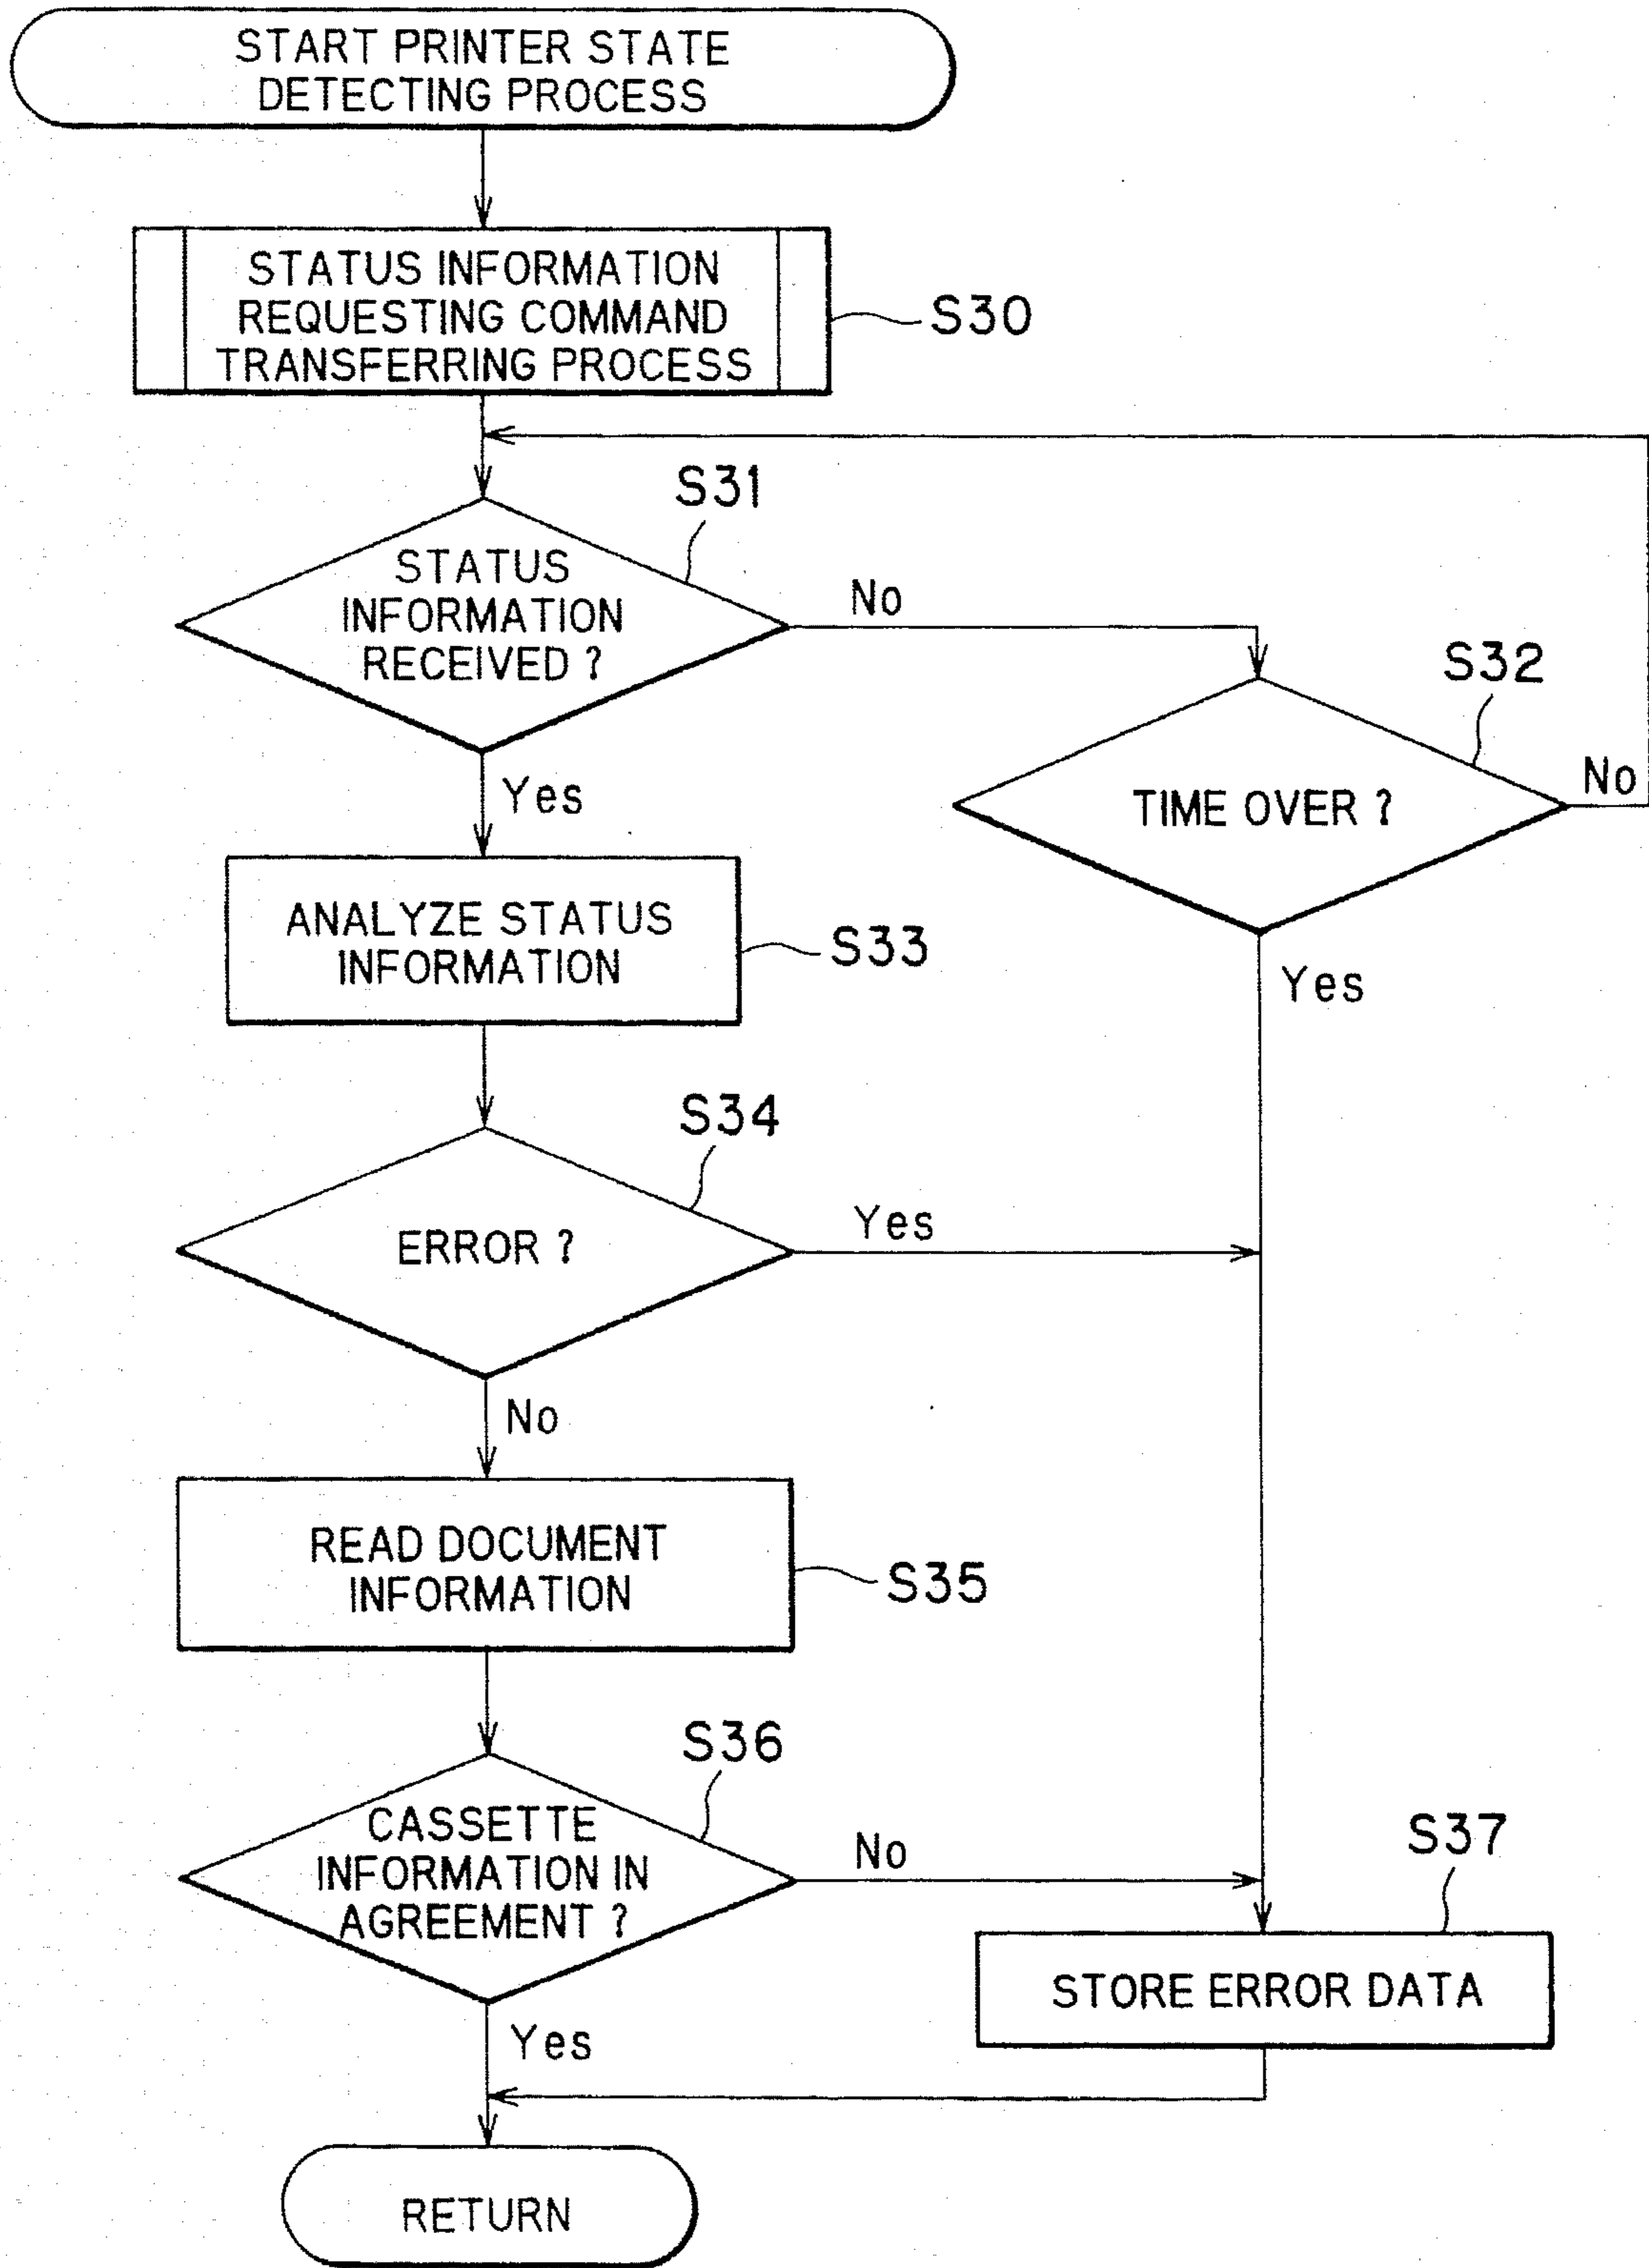 START PRINTER STATE
DETECTING PROCESS
STATUS INFORMATION
REQUESTING COMMAND
TRANSFERRING PROCESS
S30
S31
STATUS
INFORMATION
RECEIVED ?
No
S32
TIME OVER ?
No
Yes
Yes
ANALYZE STATUS
INFORMATION
S33
S34
ERROR ?
Yes
No
READ DOCUMENT
INFORMATION
S35
S36
CASSETTE
INFORMATION IN
AGREEMENT ?
No
S37
STORE ERROR DATA
Yes
RETURN